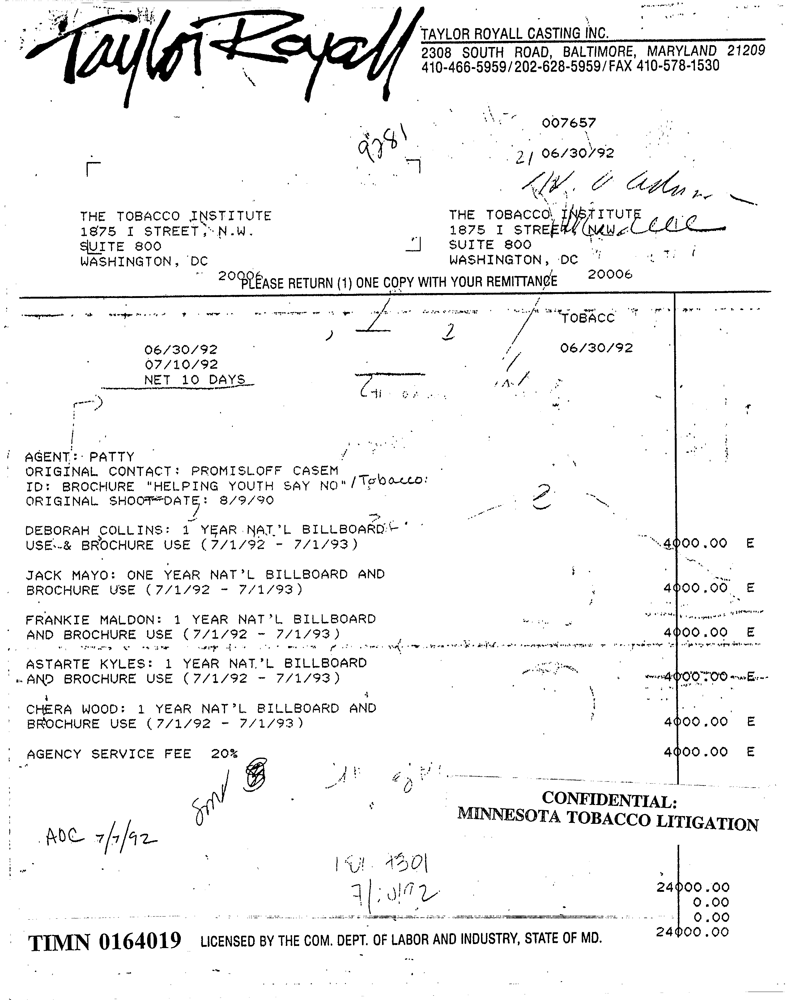 Taylor Royall
TAYLOR ROYALL CASTING INC.
2308 SOUTH ROAD, BALTIMORE, MARYLAND 21209
410-466-5959/202-628-5959/FAX 410-578-1530
007657
9281
21 06/30/92
THE TOBACCO INSTITUTE
1875 I STREET, N.W.
SUITE 800
WASHINGTON, DC
20006
THE TOBACCO INSTITUTE
1875 I STREET, N.W.
SUITE 800
WASHINGTON, DC
20006
PLEASE RETURN (1) ONE COPY WITH YOUR REMITTANCE
TOBACC
2
06/30/92
06/30/92
07/10/92
NET 10 DAYS
AGENT: PATTY
ORIGINAL CONTACT: PROMISLOFF CASEM
ID: BROCHURE "HELPING YOUTH SAY NO"/Tobacco:
ORIGINAL SHOOT DATE: 8/9/90
2
DEBORAH COLLINS: 1 YEAR NAT'L BILLBOARD
USE & BROCHURE USE (7/1/92 - 7/1/93) 4000.00 E
JACK MAYO: ONE YEAR NAT'L BILLBOARD AND
BROCHURE USE (7/1/92 - 7/1/93) 4000.00 E
FRANKIE MALDON: 1 YEAR NAT'L BILLBOARD
AND BROCHURE USE (7/1/92 - 7/1/93) 4000.00 E
ASTARTE KYLES: 1 YEAR NAT'L BILLBOARD
AND BROCHURE USE (7/1/92 - 7/1/93) 4000.00 E
CHERA WOOD: 1 YEAR NAT'L BILLBOARD AND
BROCHURE USE (7/1/92 - 7/1/93) 4000.00 E
AGENCY SERVICE FEE 20% 4000.00 E
CONFIDENTIAL:
MINNESOTA TOBACCO LITIGATION
ADC 7/7/92
24000.00
0.00
0.00
24000.00
TIMN 0164019
LICENSED BY THE COM. DEPT. OF LABOR AND INDUSTRY, STATE OF MD.